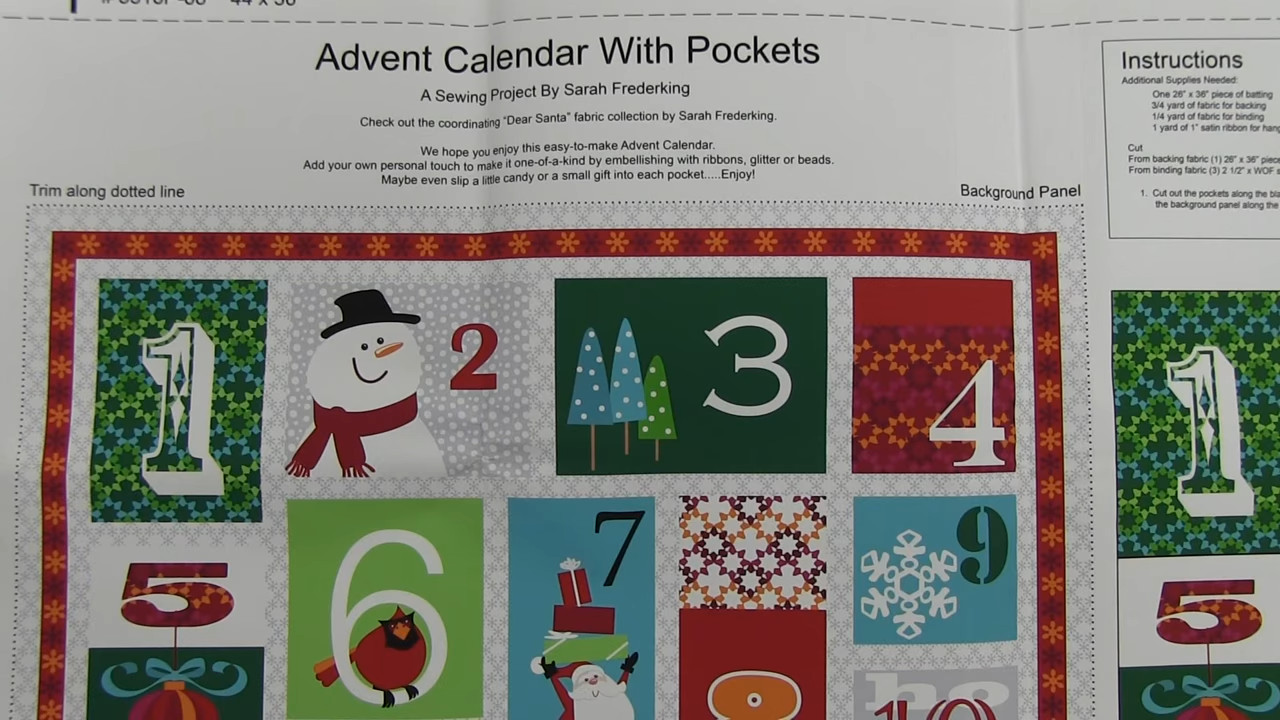 Advent Calendar With Pockets
A Sewing Project By Sarah Frederking
Check out the coordinating "Dear Santa" fabric collection by Sarah Frederking.
We hope you enjoy this easy-to-make Advent Calendar.
Add your own personal touch to make it one-of-a-kind by embellishing with ribbons, glitter or beads.
Maybe even slip a little candy or a small gift into each pocket.....Enjoy!
Trim along dotted line
Background Panel
Instructions
Additional Supplies Needed:
One 26" x 36" piece of batting
3/4 yard of fabric for backing
1/4 yard of fabric for binding
1 yard of 1" satin ribbon for
Cut
From backing fabric (1) 26" x 36"
From binding fabric (3) 2 1/2" x WOF
1. Cut out the pockets along the
the background panel along the
1
2
3
4
5
6
7
9
ho
10
1
5